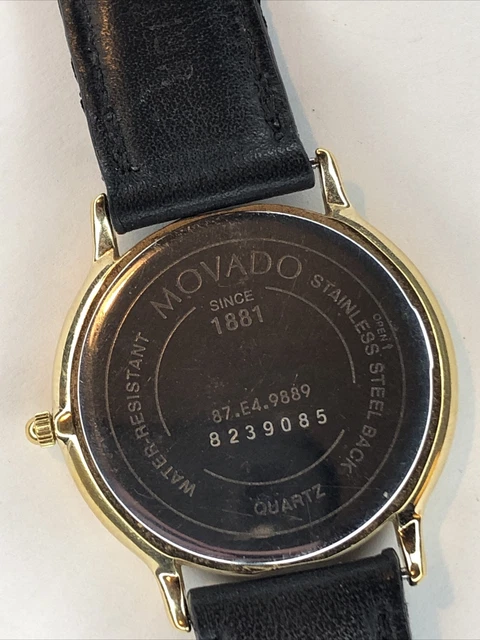 MOVADO
SINCE
1881
STAINLESS STEEL BACK
OPEN
WATER-RESISTANT
87.E4.9889
8239085
QUARTZ